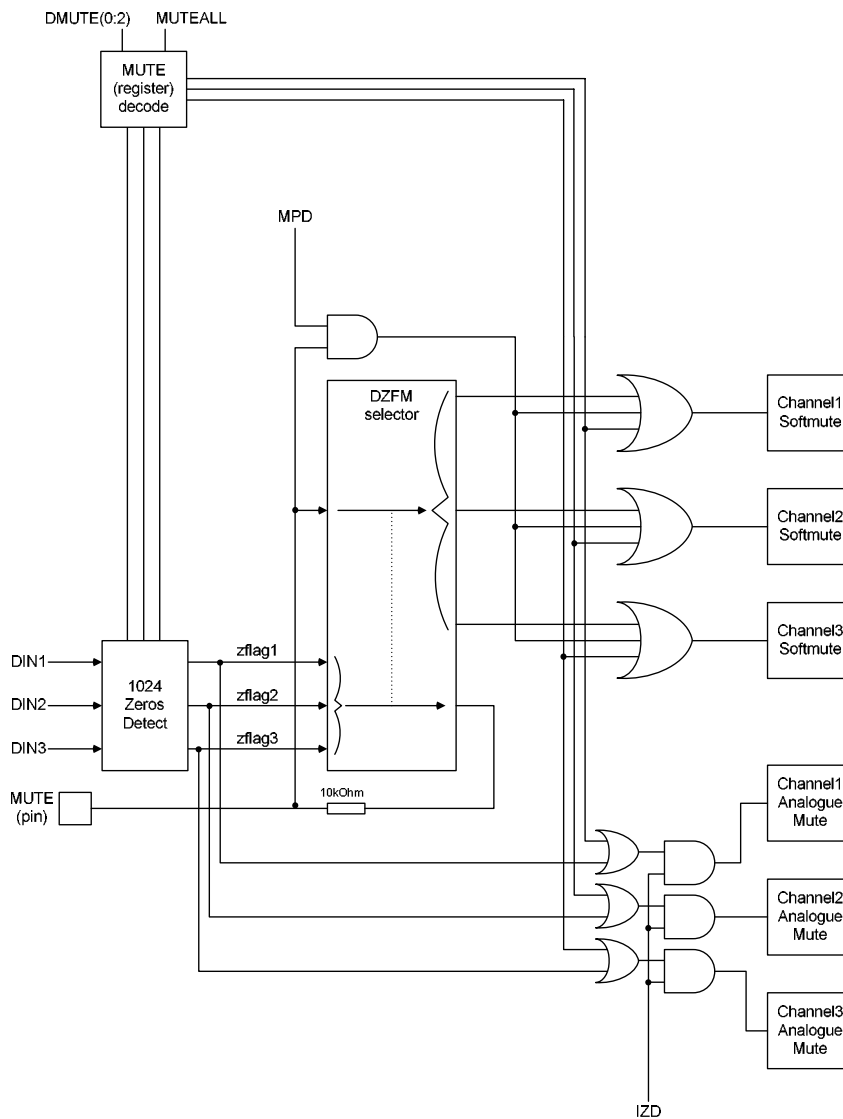 DMUTE(0:2)
MUTEALL
MUTE
(register)
decode
MPD
DZFM
selector
Channel1
Softmute
Channel2
Softmute
Channel3
Softmute
DIN1
DIN2
DIN3
1024
Zeros
Detect
zflag1
zflag2
zflag3
MUTE
(pin)
10kOhm
Channel1
Analogue
Mute
Channel2
Analogue
Mute
Channel3
Analogue
Mute
IZD